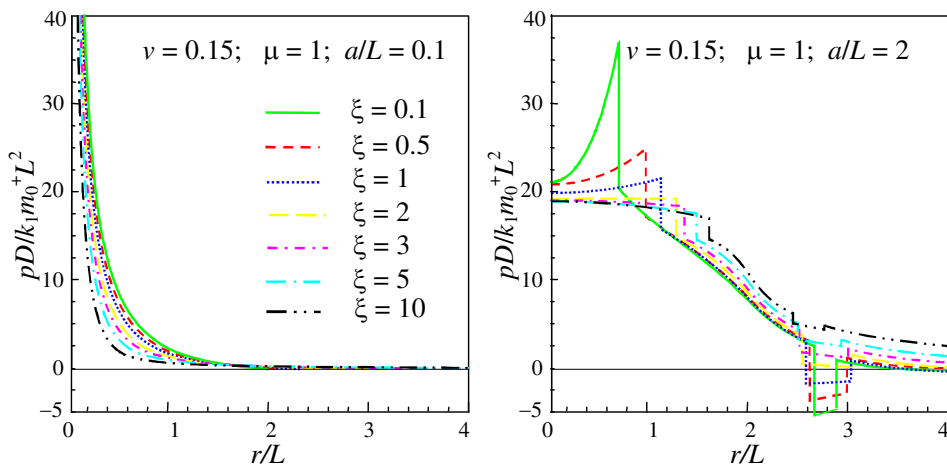 ν = 0.15; μ = 1; a/L = 0.1
ξ = 0.1
ξ = 0.5
ξ = 1
ξ = 2
ξ = 3
ξ = 5
ξ = 10
pD/k₁m₀⁺L²
40
30
20
10
0
−5
0 1 2 3 4
r/L
ν = 0.15; μ = 1; a/L = 2
pD/k₁m₀⁺L²
40
30
20
10
0
−5
0 1 2 3 4
r/L